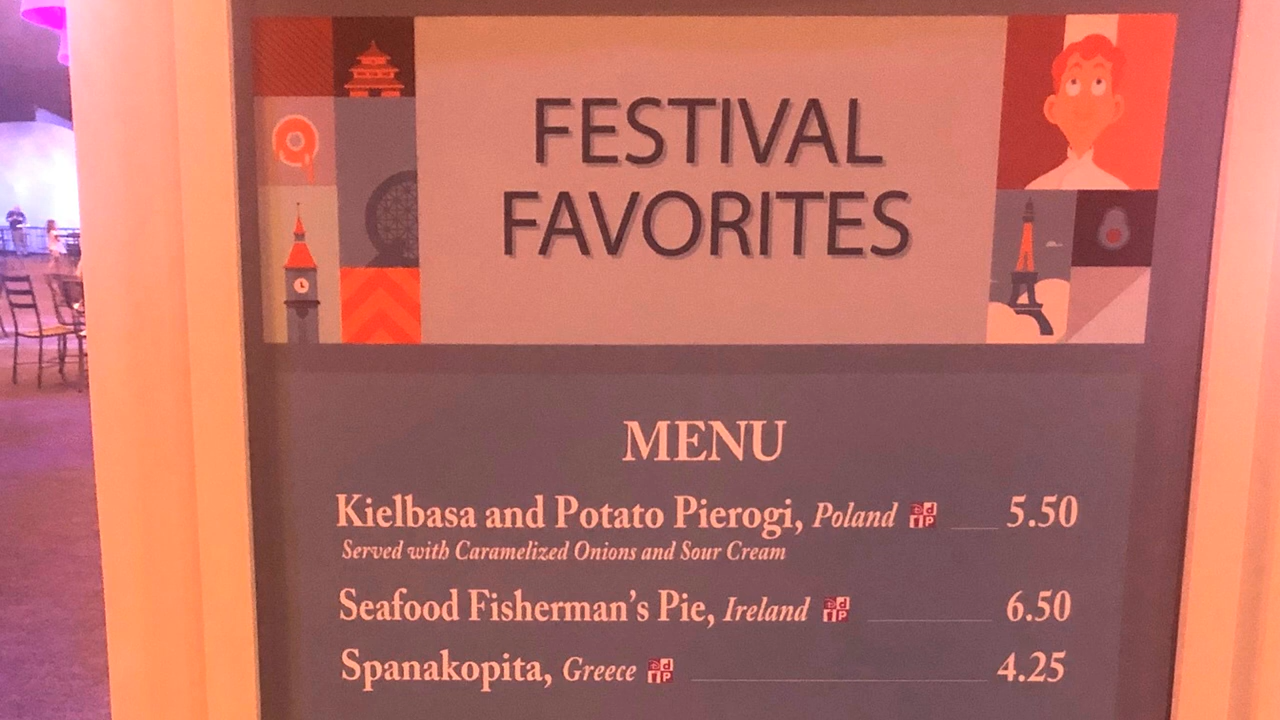 FESTIVAL
FAVORITES
MENU
Kielbasa and Potato Pierogi, Poland 5.50
Served with Caramelized Onions and Sour Cream
Seafood Fisherman's Pie, Ireland 6.50
Spanakopita, Greece 4.25